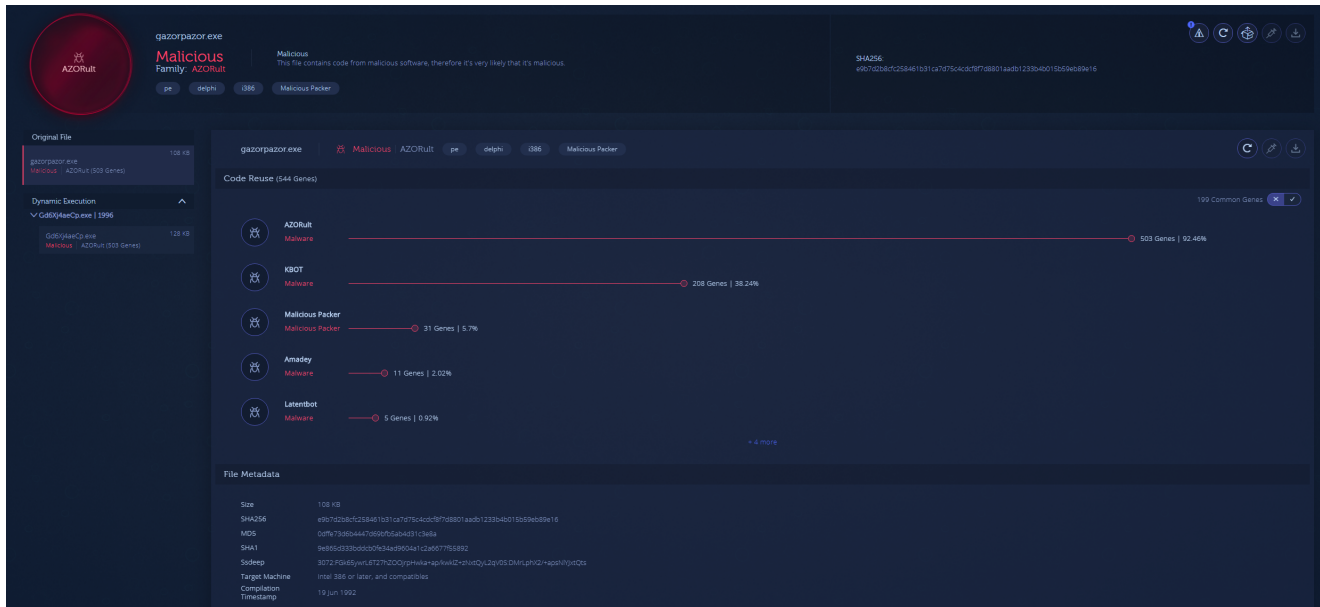 gazorpazor.exe
AZORult
Malicious
Family: AZORult
Malicious
This file contains code from malicious software, therefore it's very likely that it's malicious.
pe
delphi
i386
Malicious Packer
SHA256:
Original File
gazorpazor.exe
108 KB
Malicious | AZORult (503 Genes)
Dynamic Execution
Gd6Xj4aeCp.exe | 1996
Gd6Xj4aeCp.exe
128 KB
Malicious | AZORult (503 Genes)
gazorpazor.exe
Malicious | AZORult
pe
delphi
i386
Malicious Packer
Code Reuse (544 Genes)
199 Common Genes
AZORult
Malware
503 Genes | 92.46%
KBOT
Malware
208 Genes | 38.24%
Malicious Packer
Malicious Packer
31 Genes | 5.7%
Amadey
Malware
11 Genes | 2.02%
Latentbot
Malware
5 Genes | 0.92%
+ 4 more
File Metadata
Size 108 KB
SHA256
MD5
SHA1
Ssdeep
Target Machine Intel 386 or later, and compatibles
Compilation Timestamp 19 Jun 1992